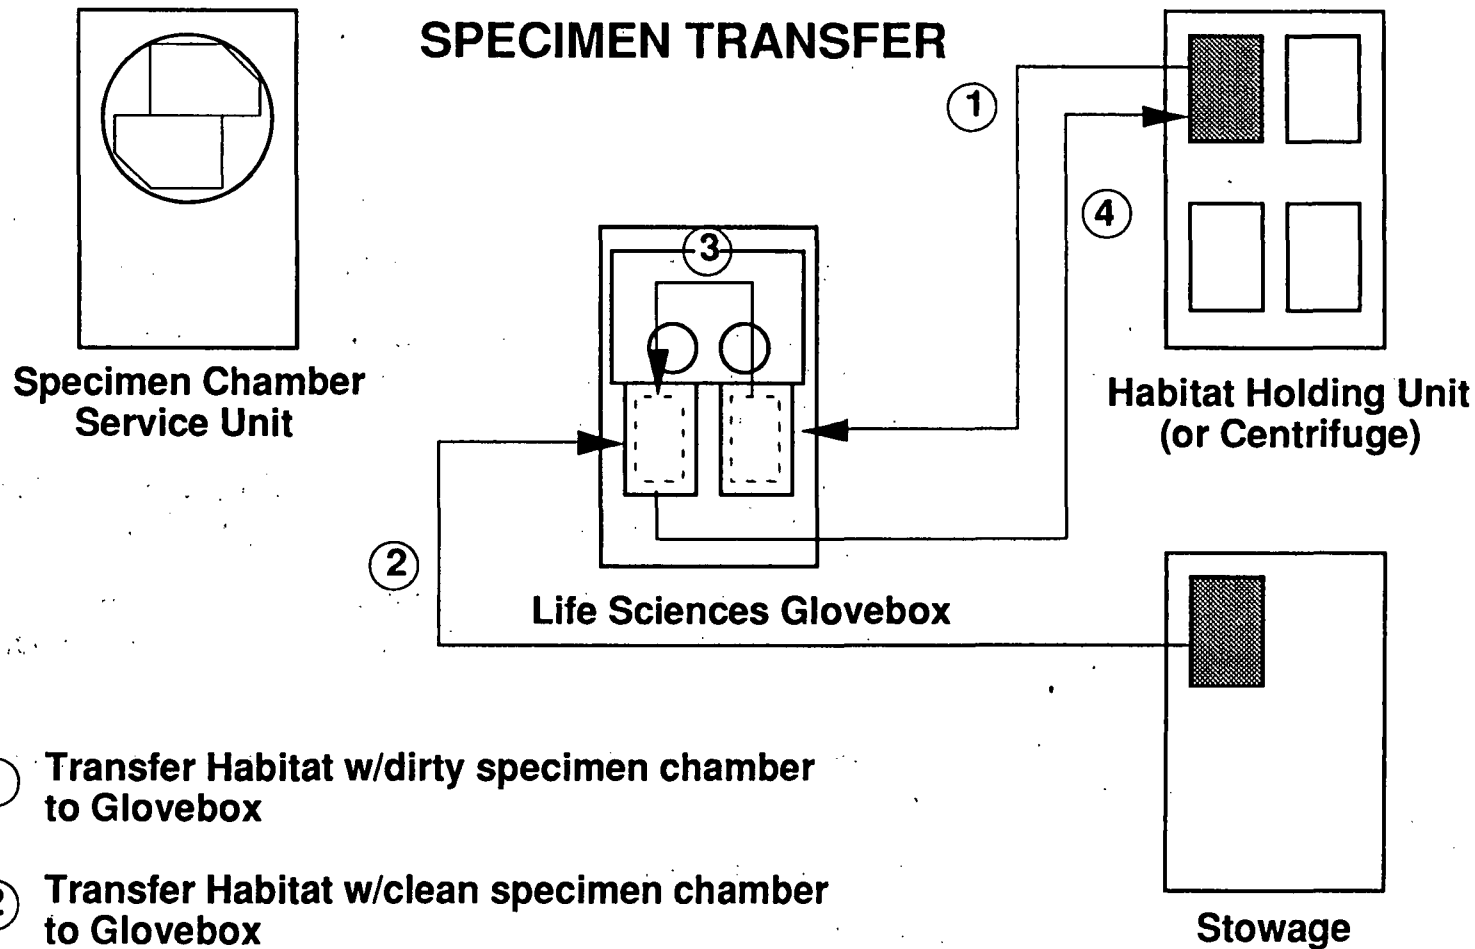 SPECIMEN TRANSFER
1
4
3
Specimen Chamber
Service Unit
Habitat Holding Unit
(or Centrifuge)
2
Life Sciences Glovebox
Transfer Habitat w/dirty specimen chamber
to Glovebox
2 Transfer Habitat w/clean specimen chamber
to Glovebox
Stowage